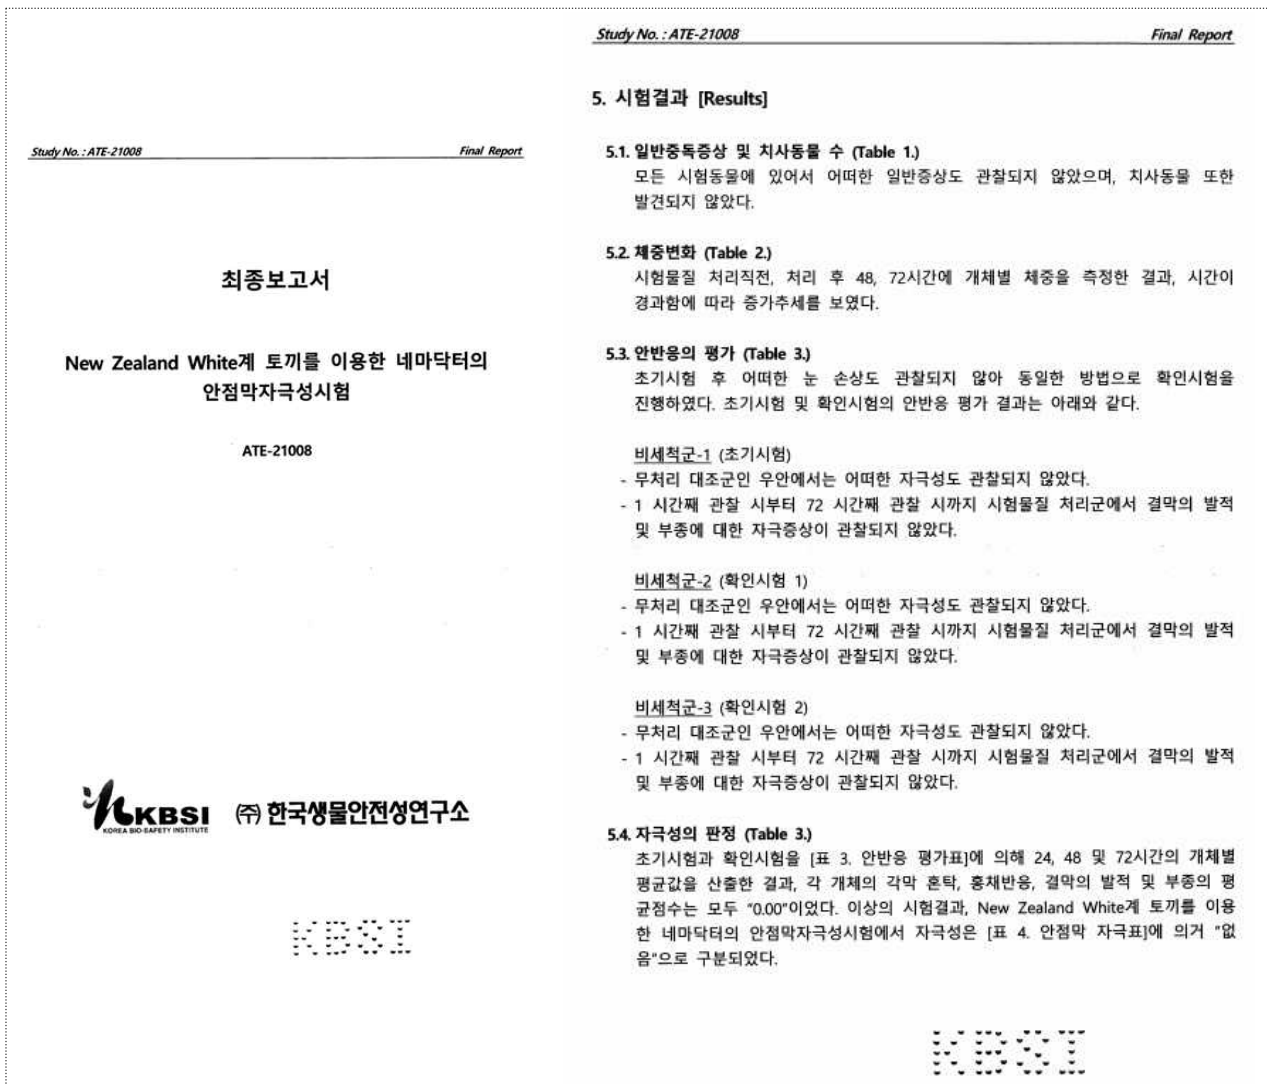 Study No. : ATE-21008
Final Report
최종보고서
New Zealand White계 토끼를 이용한 네마닥터의
안점막자극성시험
ATE-21008
KBSI
KOREA BIO-SAFETY INSTITUTE
(주) 한국생물안전성연구소
KBSI
Study No. : ATE-21008
Final Report
5. 시험결과 [Results]
5.1. 일반중독증상 및 치사동물 수 (Table 1.)
모든 시험동물에 있어서 어떠한 일반증상도 관찰되지 않았으며, 치사동물 또한
발견되지 않았다.
5.2. 체중변화 (Table 2.)
시험물질 처리직전, 처리 후 48, 72시간에 개체별 체중을 측정한 결과, 시간이
경과함에 따라 증가추세를 보였다.
5.3. 안반응의 평가 (Table 3.)
초기시험 후 어떠한 눈 손상도 관찰되지 않아 동일한 방법으로 확인시험을
진행하였다. 초기시험 및 확인시험의 안반응 평가 결과는 아래와 같다.
비세척군-1 (초기시험)
- 무처리 대조군인 우안에서는 어떠한 자극성도 관찰되지 않았다.
- 1 시간째 관찰 시부터 72 시간째 관찰 시까지 시험물질 처리군에서 결막의 발적
및 부종에 대한 자극증상이 관찰되지 않았다.
비세척군-2 (확인시험 1)
- 무처리 대조군인 우안에서는 어떠한 자극성도 관찰되지 않았다.
- 1 시간째 관찰 시부터 72 시간째 관찰 시까지 시험물질 처리군에서 결막의 발적
및 부종에 대한 자극증상이 관찰되지 않았다.
비세척군-3 (확인시험 2)
- 무처리 대조군인 우안에서는 어떠한 자극성도 관찰되지 않았다.
- 1 시간째 관찰 시부터 72 시간째 관찰 시까지 시험물질 처리군에서 결막의 발적
및 부종에 대한 자극증상이 관찰되지 않았다.
5.4. 자극성의 판정 (Table 3.)
초기시험과 확인시험을 [표 3. 안반응 평가표]에 의해 24, 48 및 72시간의 개체별
평균값을 산출한 결과, 각 개체의 각막 혼탁, 홍채반응, 결막의 발적 및 부종의 평
균점수는 모두 "0.00"이었다. 이상의 시험결과, New Zealand White계 토끼를 이용
한 네마닥터의 안점막자극성시험에서 자극성은 [표 4. 안점막 자극표]에 의거 "없
음"으로 구분되었다.
KBSI